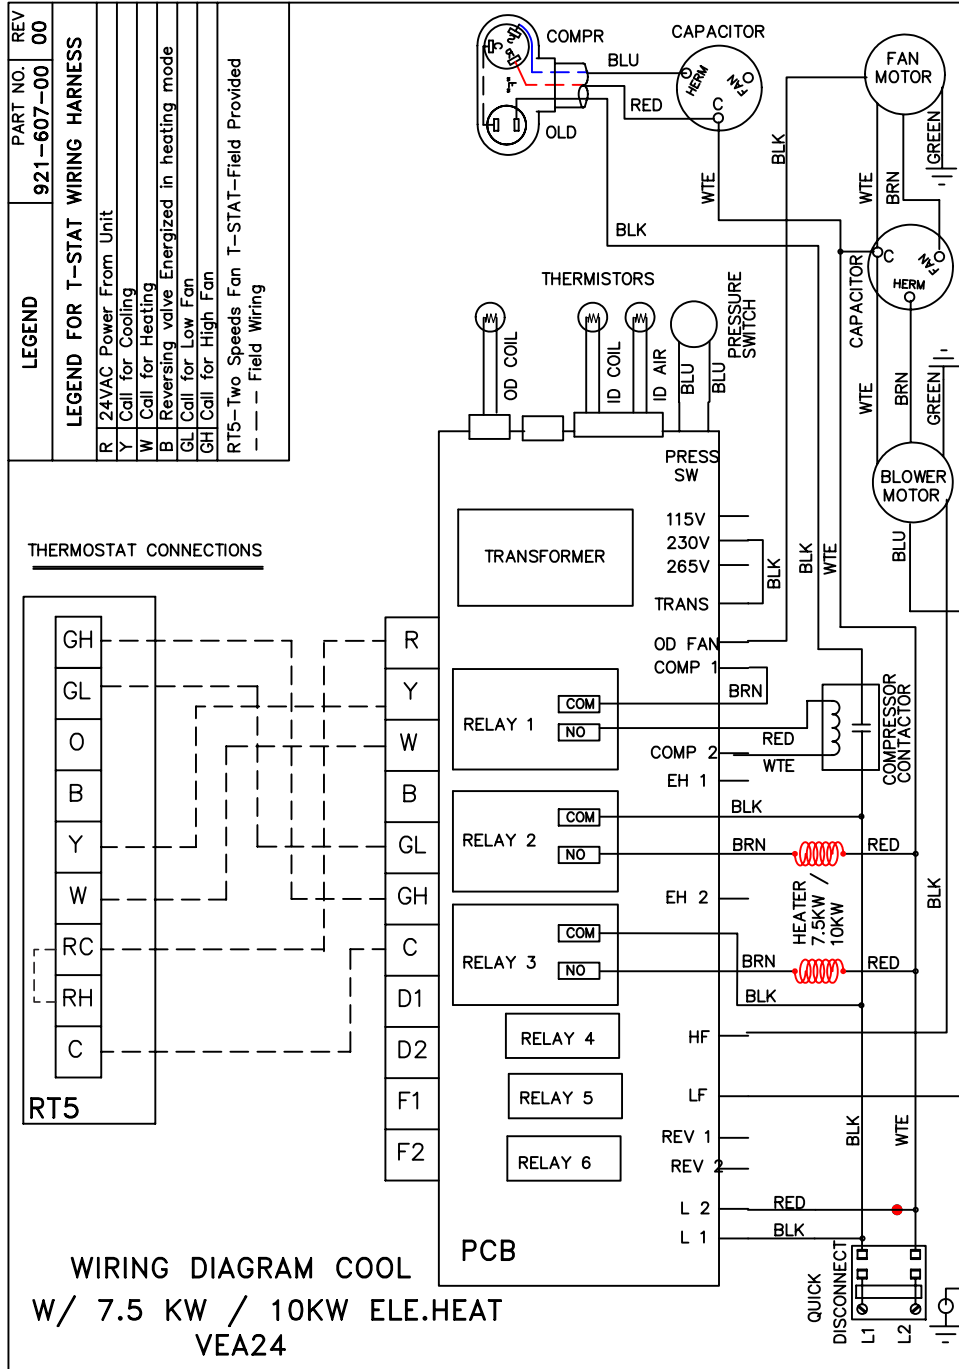 PART NO.
921-607-00
REV
00
LEGEND
LEGEND FOR T-STAT WIRING HARNESS
R 24VAC Power From Unit
Y Call for Cooling
W Call for Heating
B Reversing valve Energized in heating mode
GL Call for Low Fan
GH Call for High Fan
RT5-Two Speeds Fan T-STAT-Field Provided
— — — Field Wiring
COMPR
S
C
R
OLD
BLU
RED
CAPACITOR
HERM
FAN
C
WTE
BLK
BLK
FAN
MOTOR
GREEN
WTE
BRN
CAPACITOR
C
FAN
HERM
WTE
BRN
GREEN
BLOWER
MOTOR
BLU
THERMISTORS
OD COIL
ID COIL
ID AIR
BLU
BLU
PRESSURE
SWITCH
PRESS
SW
115V
230V
265V
TRANS
BLK
BLK
WTE
TRANSFORMER
THERMOSTAT CONNECTIONS
GH
GL
O
B
Y
W
RC
RH
C
RT5
R
Y
W
B
GL
GH
C
D1
D2
F1
F2
OD FAN
COMP 1
BRN
RELAY 1
COM
NO
RED
COMP 2
WTE
EH 1
COMPRESSOR
CONTACTOR
RELAY 2
COM
NO
BLK
BRN
RED
HEATER
7.5KW /
10KW
BLK
EH 2
RELAY 3
COM
NO
BRN
RED
BLK
RELAY 4
HF
RELAY 5
LF
RELAY 6
REV 1
REV 2
BLK
WTE
L 2
RED
L 1
BLK
PCB
QUICK
DISCONNECT
L1
L2
WIRING DIAGRAM COOL
W/ 7.5 KW / 10KW ELE.HEAT
VEA24